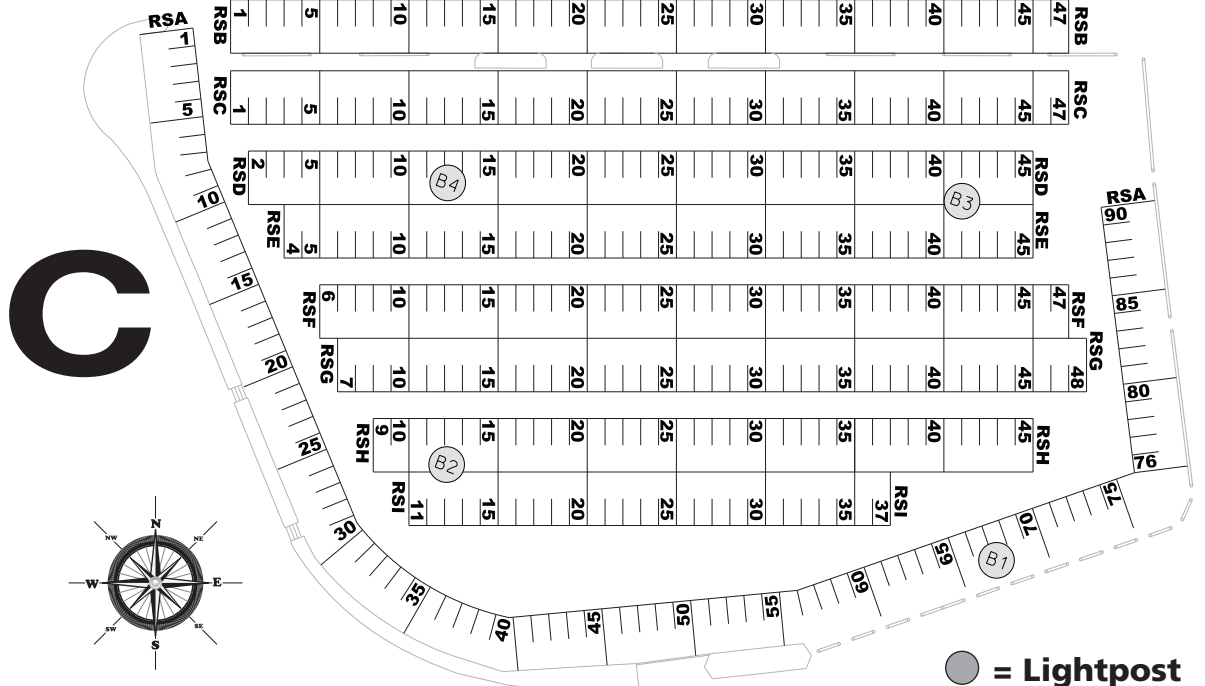 RSB 1 5 10 15 20 25 30 35 40 45 47 RSB
RSA
1
5
10
15
20
25
30
35
40
45
50
55
60
65
70
75
76
80
85
90
RSA
RSC 1 5 10 15 20 25 30 35 40 45 47 RSC
RSD 2 5 10 15 20 25 30 35 40 45 RSD
B4
B3
RSE 4 5 10 15 20 25 30 35 40 45 RSE
C
RSF 6 10 15 20 25 30 35 40 45 47 RSF
RSG 7 10 15 20 25 30 35 40 45 48 RSG
RSH 9 10 15 20 25 30 35 40 45 RSH
B2
RSI 11 15 20 25 30 35 37 RSI
B1
N
NE
E
SE
S
SW
W
NW
= Lightpost